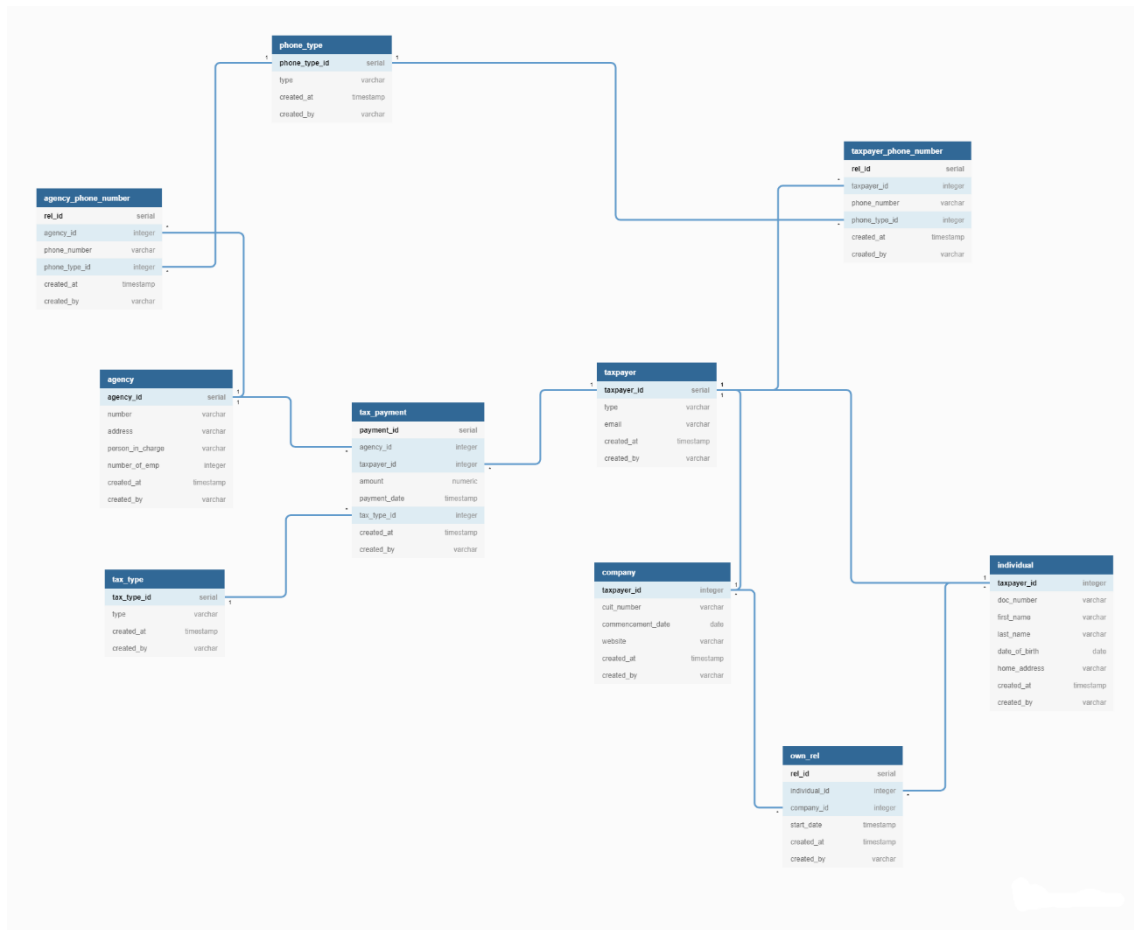 phone_type
phone_type_id serial
type varchar
created_at timestamp
created_by varchar
taxpayer_phone_number
rel_id serial
taxpayer_id integer
phone_number varchar
phone_type_id integer
created_at timestamp
created_by varchar
agency_phone_number
rel_id serial
agency_id integer
phone_number varchar
phone_type_id integer
created_at timestamp
created_by varchar
agency
agency_id serial
number varchar
address varchar
person_in_charge varchar
number_of_emp integer
created_at timestamp
created_by varchar
tax_payment
payment_id serial
agency_id integer
taxpayer_id integer
amount numeric
payment_date timestamp
tax_type_id integer
created_at timestamp
created_by varchar
taxpayer
taxpayer_id serial
type varchar
email varchar
created_at timestamp
created_by varchar
tax_type
tax_type_id serial
type varchar
created_at timestamp
created_by varchar
company
taxpayer_id integer
cuit_number varchar
commencement_date date
website varchar
created_at timestamp
created_by varchar
individual
taxpayer_id integer
doc_number varchar
first_name varchar
last_name varchar
date_of_birth date
home_address varchar
created_at timestamp
created_by varchar
own_rel
rel_id serial
individual_id integer
company_id integer
start_date timestamp
created_at timestamp
created_by varchar